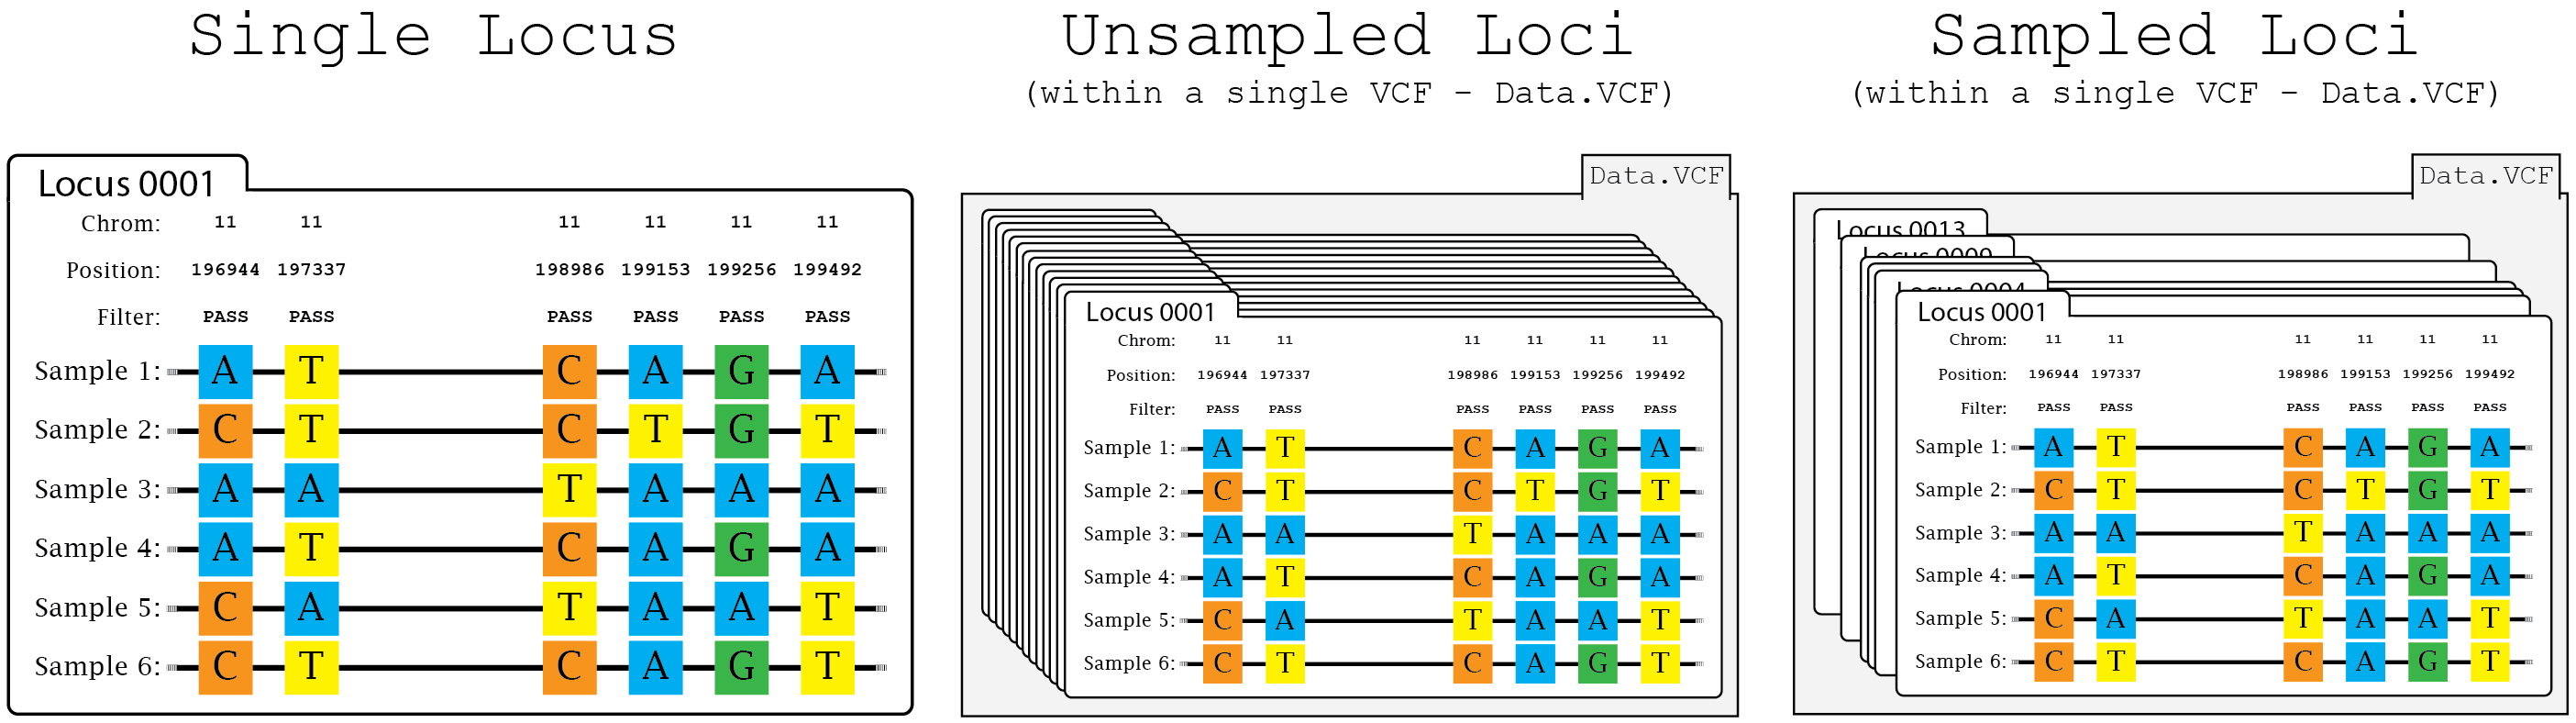 Single Locus
Locus 0001
Chrom: 11 11 11 11 11 11
Position: 196944 197337 198986 199153 199256 199492
Filter: PASS PASS PASS PASS PASS PASS
Sample 1: A T C A G A
Sample 2: C T C T G T
Sample 3: A A T A A A
Sample 4: A T C A G A
Sample 5: C A T A A T
Sample 6: C T C A G T
Unsampled Loci
(within a single VCF - Data.VCF)
Data.VCF
Locus 0001
Chrom: 11 11 11 11 11 11
Position: 196944 197337 198986 199153 199256 199492
Filter: PASS PASS PASS PASS PASS PASS
Sample 1: A T C A G A
Sample 2: C T C T G T
Sample 3: A A T A A A
Sample 4: A T C A G A
Sample 5: C A T A A T
Sample 6: C T C A G T
Sampled Loci
(within a single VCF - Data.VCF)
Data.VCF
Locus 0013
Locus 0009
Locus 0004
Locus 0001
Chrom: 11 11 11 11 11 11
Position: 196944 197337 198986 199153 199256 199492
Filter: PASS PASS PASS PASS PASS PASS
Sample 1: A T C A G A
Sample 2: C T C T G T
Sample 3: A A T A A A
Sample 4: A T C A G A
Sample 5: C A T A A T
Sample 6: C T C A G T